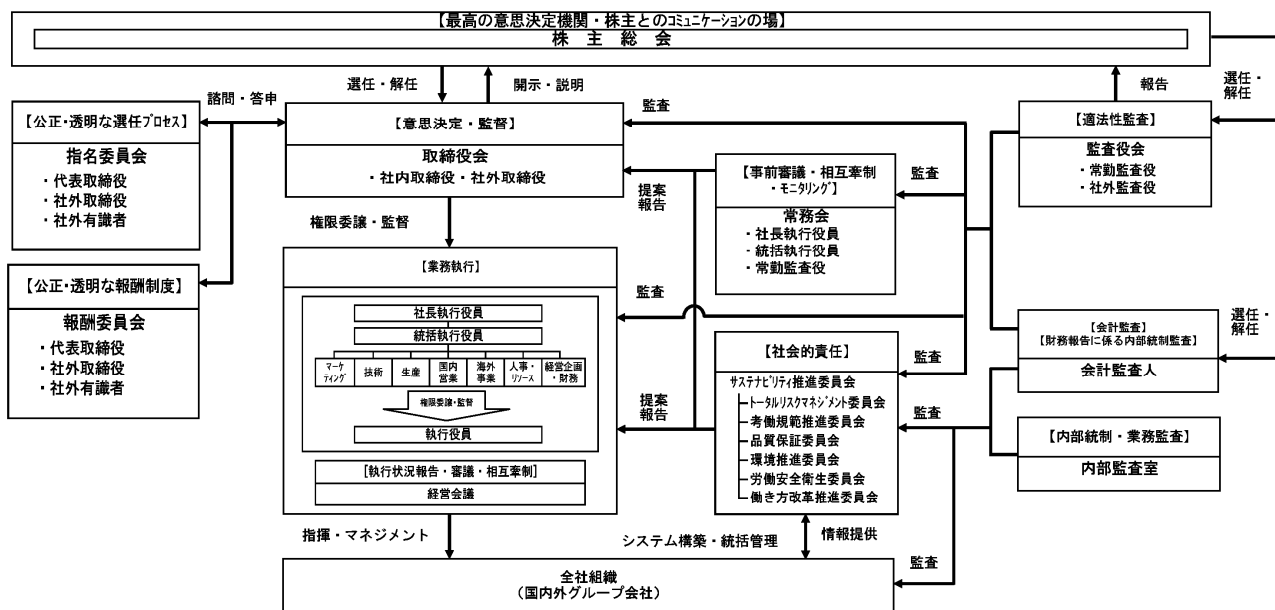 【最高の意思決定機関・株主とのコミュニケーションの場】
株 主 総 会
選任・解任
開示・説明
報告
選任・
解任
諮問・答申
【公正・透明な選任プロセス】
指名委員会
・代表取締役
・社外取締役
・社外有識者
【公正・透明な報酬制度】
報酬委員会
・代表取締役
・社外取締役
・社外有識者
【意思決定・監督】
取締役会
・社内取締役・社外取締役
監査
提案
報告
権限委譲・監督
【事前審議・相互牽制
・モニタリング】
常務会
・社長執行役員
・統括執行役員
・常勤監査役
監査
【適法性監査】
監査役会
・常勤監査役
・社外監査役
【業務執行】
社長執行役員
統括執行役員
マーケ
ティング
技術
生産
国内
営業
海外
事業
人事・
リソース
経営企画
・財務
権限委譲・監督
執行役員
【執行状況報告・審議・相互牽制】
経営会議
監査
提案
報告
【社会的責任】
サステナビリティ推進委員会
トータルリスクマネジメント委員会
考働規範推進委員会
品質保証委員会
環境推進委員会
労働安全衛生委員会
働き方改革推進委員会
監査
監査
【会計監査】
【財務報告に係る内部統制監査】
会計監査人
選任・
解任
【内部統制・業務監査】
内部監査室
指揮・マネジメント
システム構築・統括管理
情報提供
監査
全社組織
（国内外グループ会社）